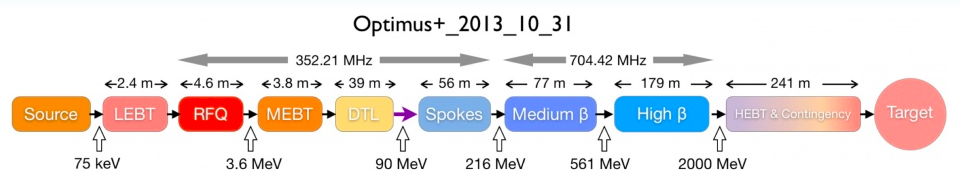 Optimus+_2013_10_31
352.21 MHz 704.42 MHz
2.4 m 4.6 m 3.8 m 39 m 56 m 77 m 179 m 241 m
Source LEBT RFQ MEBT DTL Spokes Medium β High β HEBT & Contingency Target
75 keV 3.6 MeV 90 MeV 216 MeV 561 MeV 2000 MeV